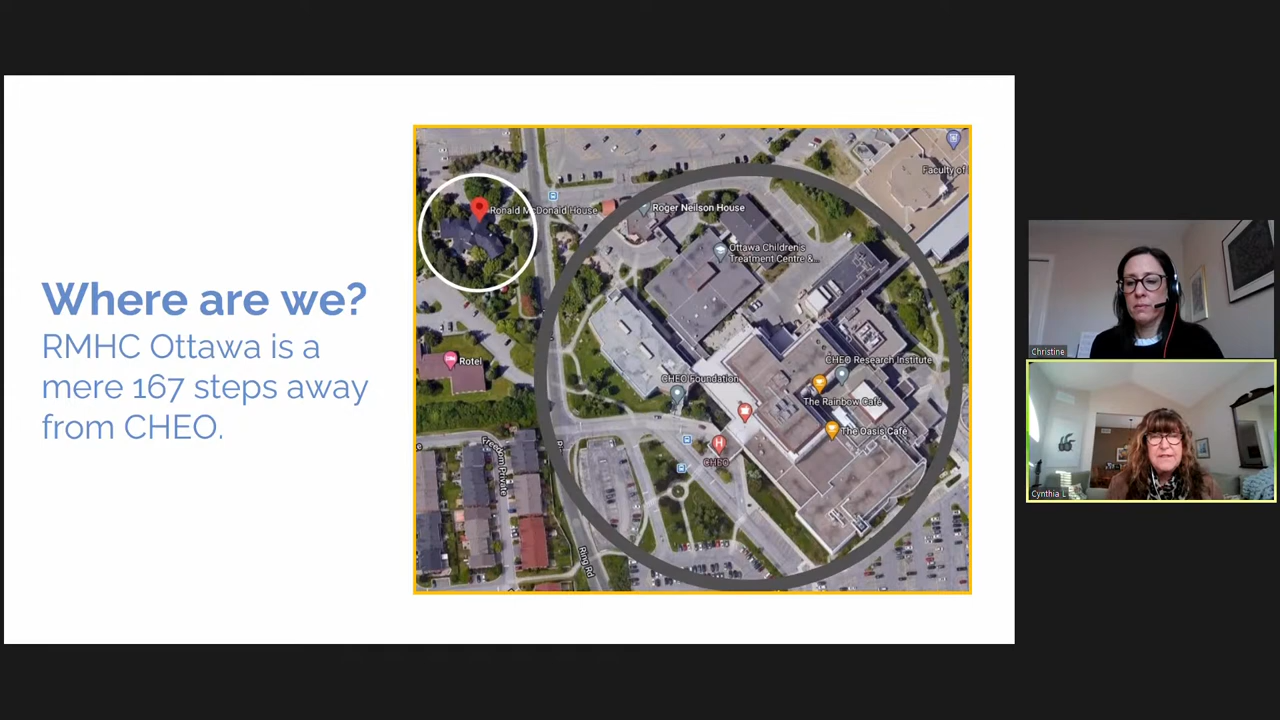 Where are we?
RMHC Ottawa is a
mere 167 steps away
from CHEO.
Faculty of
Ronald McDonald House
Roger Neilson House
Ottawa Children's
Treatment Centre &...
Rotel
CHEO Research Institute
CHEO Foundation
The Rainbow Café
The Oasis Cafe
H
CHEO
Freedom Private
Ring Rd
Christine
Cynthia L